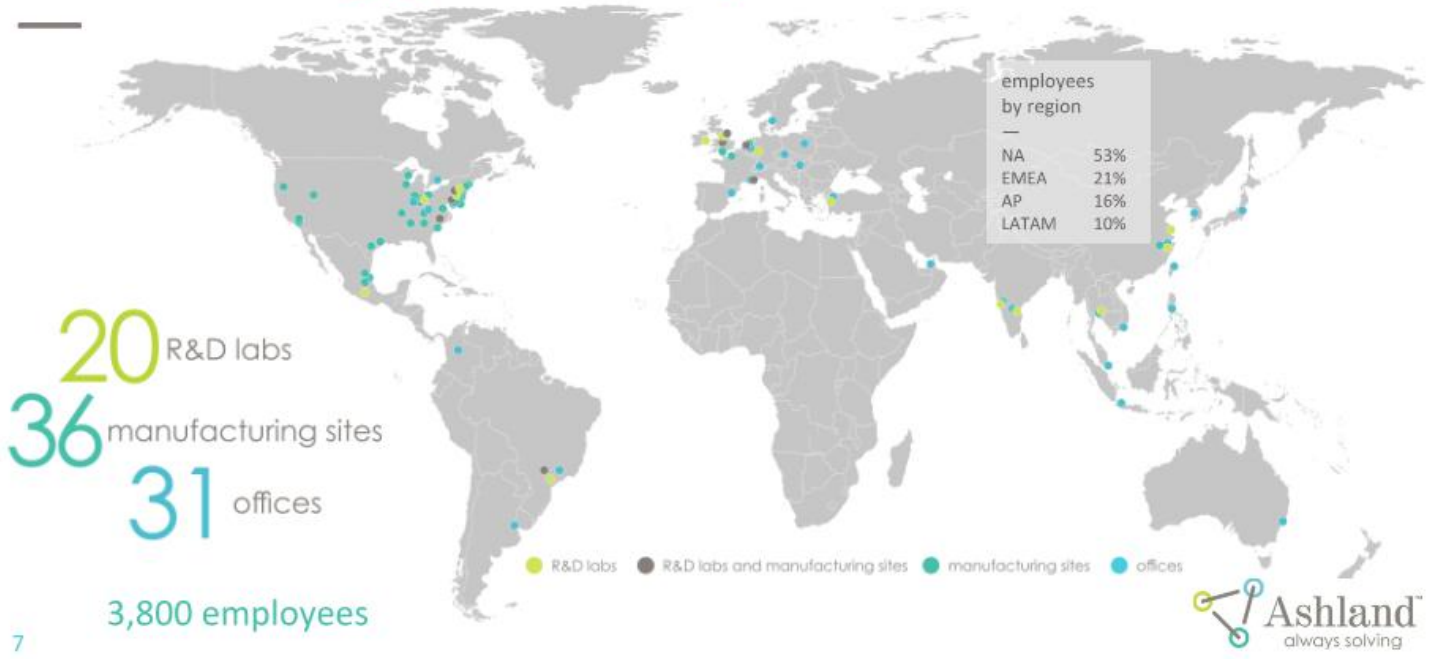 employees
by region
—
NA 53%
EMEA 21%
AP 16%
LATAM 10%
20 R&D labs
36 manufacturing sites
31 offices
R&D labs R&D labs and manufacturing sites manufacturing sites offices
3,800 employees
Ashland™
always solving
7